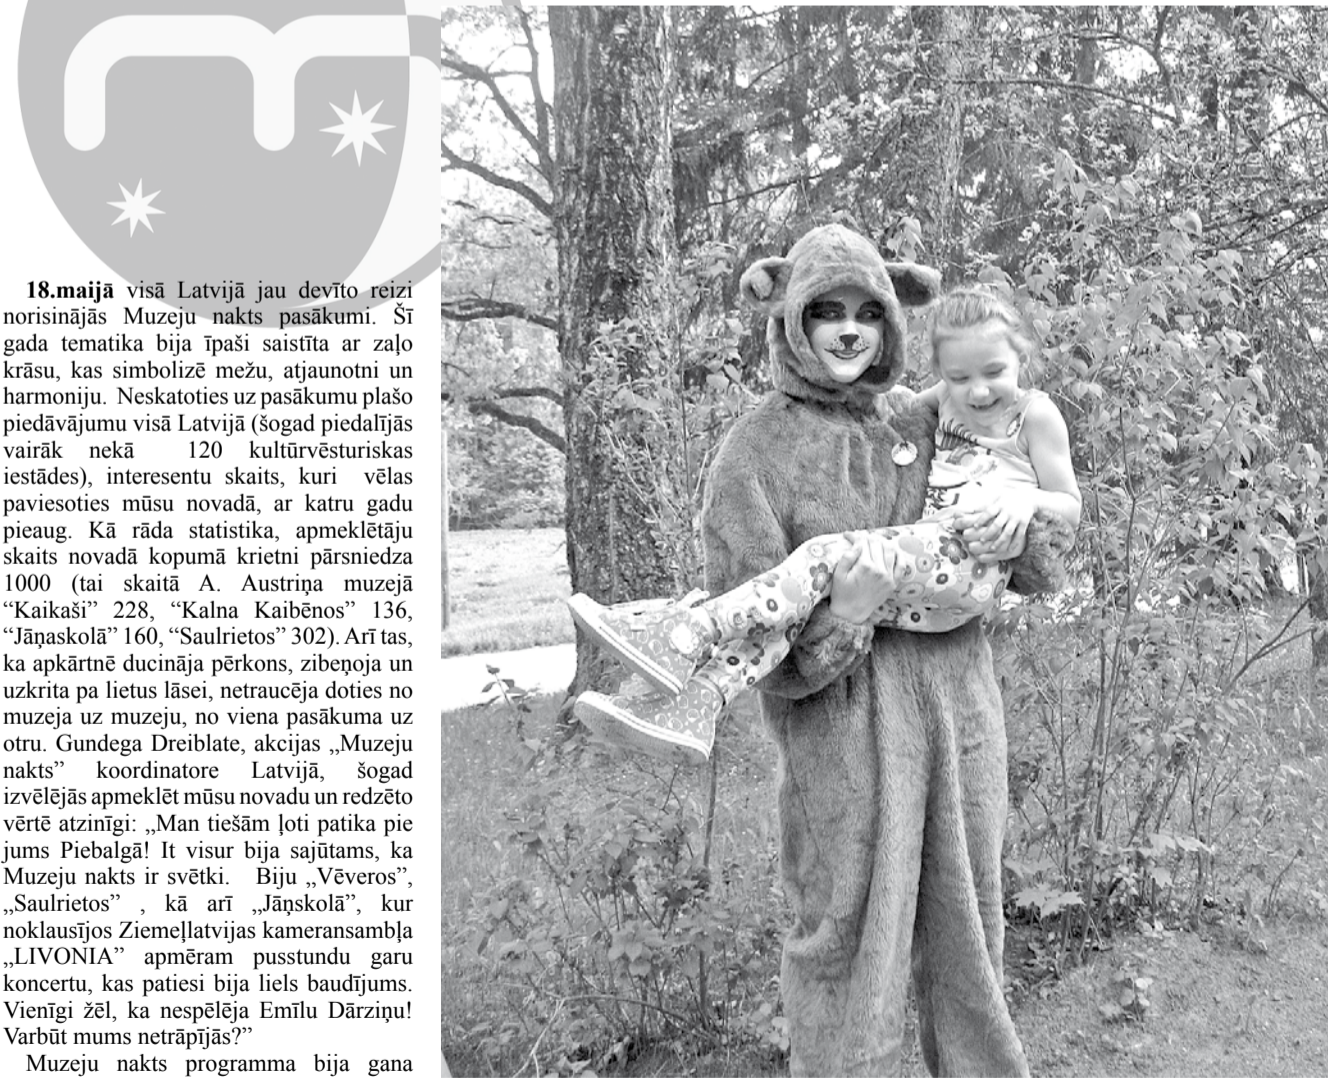 18.maijā visā Latvijā jau devīto reizi
norisinājās Muzeju nakts pasākumi. Šī
gada tematika bija īpaši saistīta ar zaļo
krāsu, kas simbolizē mežu, atjaunotni un
harmoniju. Neskatoties uz pasākumu plašo
piedāvājumu visā Latvijā (šogad piedalījās
vairāk nekā 120 kultūrvēsturiskas
iestādes), interesentu skaits, kuri vēlas
paviesoties mūsu novadā, ar katru gadu
pieaug. Kā rāda statistika, apmeklētāju
skaits novadā kopumā krietni pārsniedza
1000 (tai skaitā A. Austriņa muzejā
“Kaikaši” 228, “Kalna Kaibēnos” 136,
“Jāņaskolā” 160, “Saulrietos” 302). Arī tas,
ka apkārtnē ducināja pērkons, zibeņoja un
uzkrita pa lietus lāsei, netraucēja doties no
muzeja uz muzeju, no viena pasākuma uz
otru. Gundega Dreiblate, akcijas „Muzeju
nakts” koordinatore Latvijā, šogad
izvēlējās apmeklēt mūsu novadu un redzēto
vērtē atzinīgi: „Man tiešām ļoti patika pie
jums Piebalgā! It visur bija sajūtams, ka
Muzeju nakts ir svētki. Biju „Vēveros”,
„Saulrietos” , kā arī „Jāņskolā”, kur
noklausījos Ziemeļlatvijas kameransambļa
„LIVONIA” apmēram pusstundu garu
koncertu, kas patiesi bija liels baudījums.
Vienīgi žēl, ka nespēlēja Emīlu Dārziņu!
Varbūt mums netrāpījās?”
Muzeju nakts programma bija gana